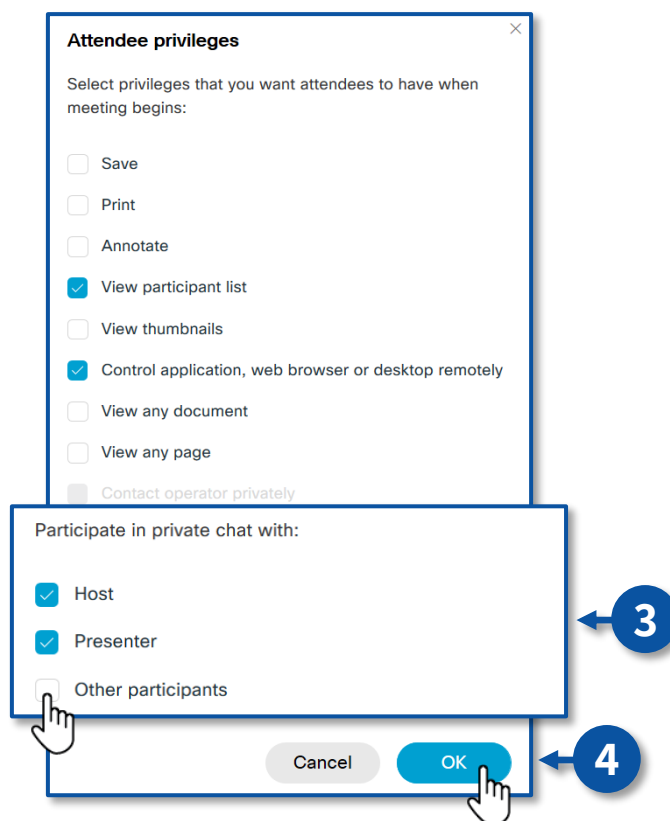 Attendee privileges
Select privileges that you want attendees to have when
meeting begins:
Save
Print
Annotate
View participant list
View thumbnails
Control application, web browser or desktop remotely
View any document
View any page
Contact operator privately
Participate in private chat with:
Host
Presenter
Other participants
3
Cancel
OK
4